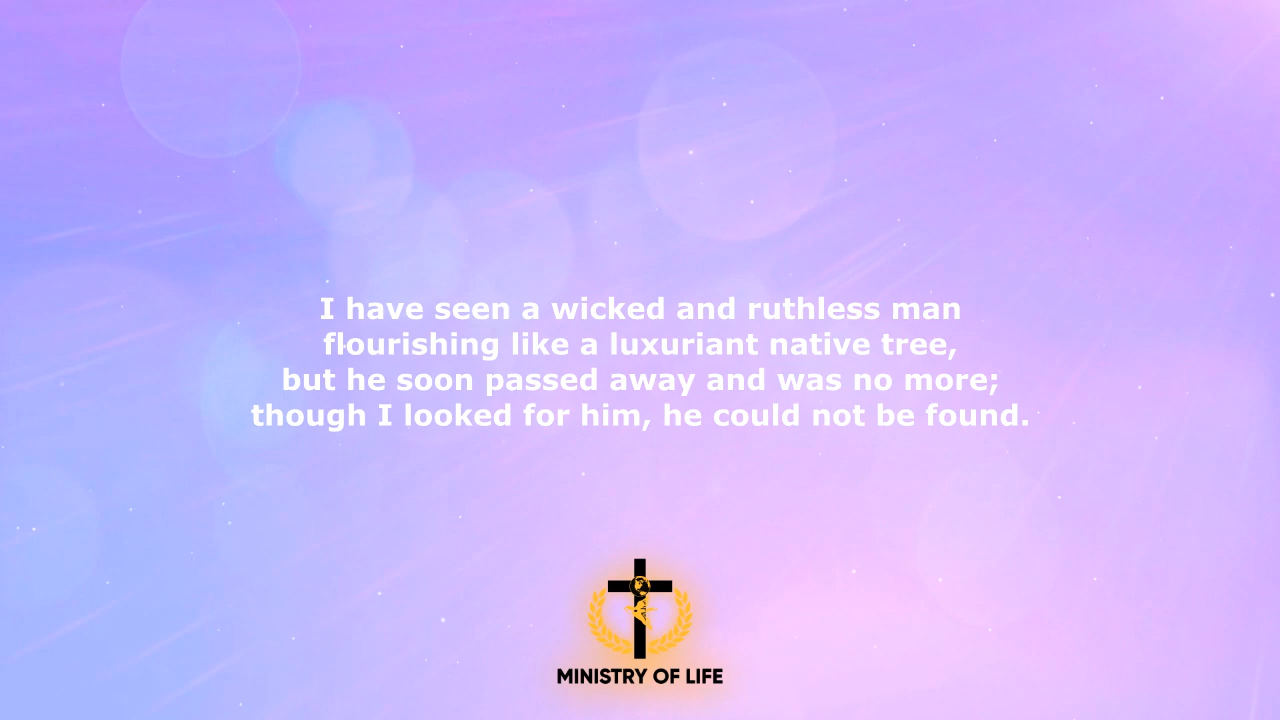 I have seen a wicked and ruthless man
flourishing like a luxuriant native tree,
but he soon passed away and was no more;
though I looked for him, he could not be found.
MINISTRY OF LIFE